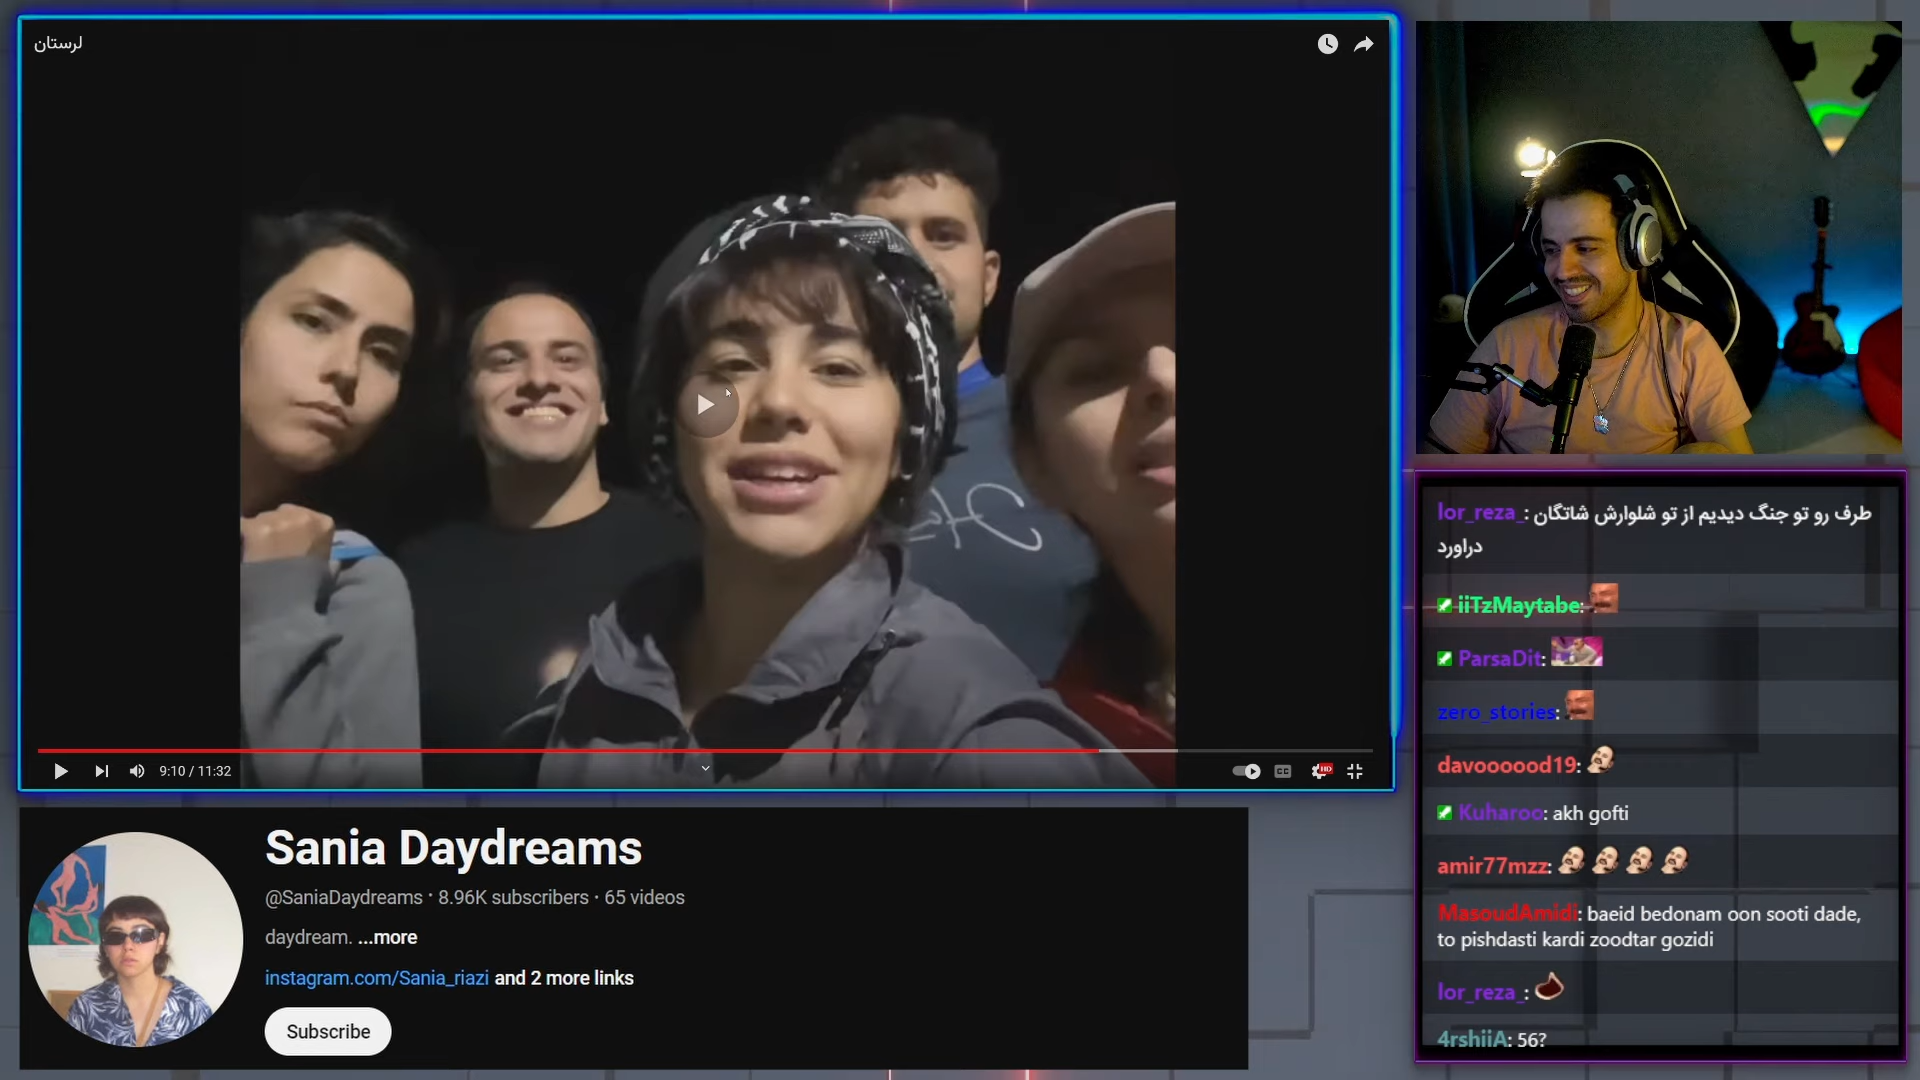 لرستان
9:10 / 11:32
CC
HD
Sania Daydreams
@SaniaDaydreams · 8.96K subscribers · 65 videos
daydream. ...more
instagram.com/Sania_riazi and 2 more links
Subscribe
lor_reza_: طرف رو تو جنگ دیدیم از تو شلوارش شاتگان
دراورد
iiTzMaytabe:
ParsaDit:
zero_stories:
davoooood19:
Kuharoo: akh gofti
amir77mzz:
MasoudAmidi: baeid bedonam oon sooti dade,
to pishdasti kardi zoodtar gozidi
lor_reza_:
4rshiiA: 56?